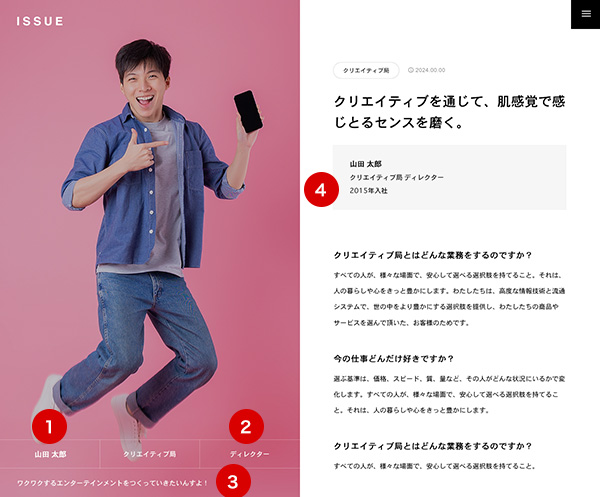 ISSUE
1
2
山田 太郎
クリエイティブ局
ディレクター
3
ワクワクするエンターテインメントをつくっていきたいんすよ！
クリエイティブ局
2024.00.00
クリエイティブを通じて、肌感覚で感
じとるセンスを磨く。
4
山田 太郎
クリエイティブ局 ディレクター
2015年入社
クリエイティブ局とはどんな業務をするのですか？
すべての人が、様々な場面で、安心して選べる選択肢を持てること。それは、
人の暮らしや心をきっと豊かにします。わたしたちは、高度な情報技術と流通
システムで、世の中をより豊かにする選択肢を提供し、わたしたちの商品や
サービスを選んで頂いた、お客様のためです。
今の仕事どんだけ好きですか？
選ぶ基準は、価格、スピード、質、量など、その人がどんな状況にいるかで変
化します。すべての人が、様々な場面で、安心して選べる選択肢を持てるこ
と。それは、人の暮らしや心をきっと豊かにします。
クリエイティブ局とはどんな業務をするのですか？
すべての人が、様々な場面で、安心して選べる選択肢を持てること。